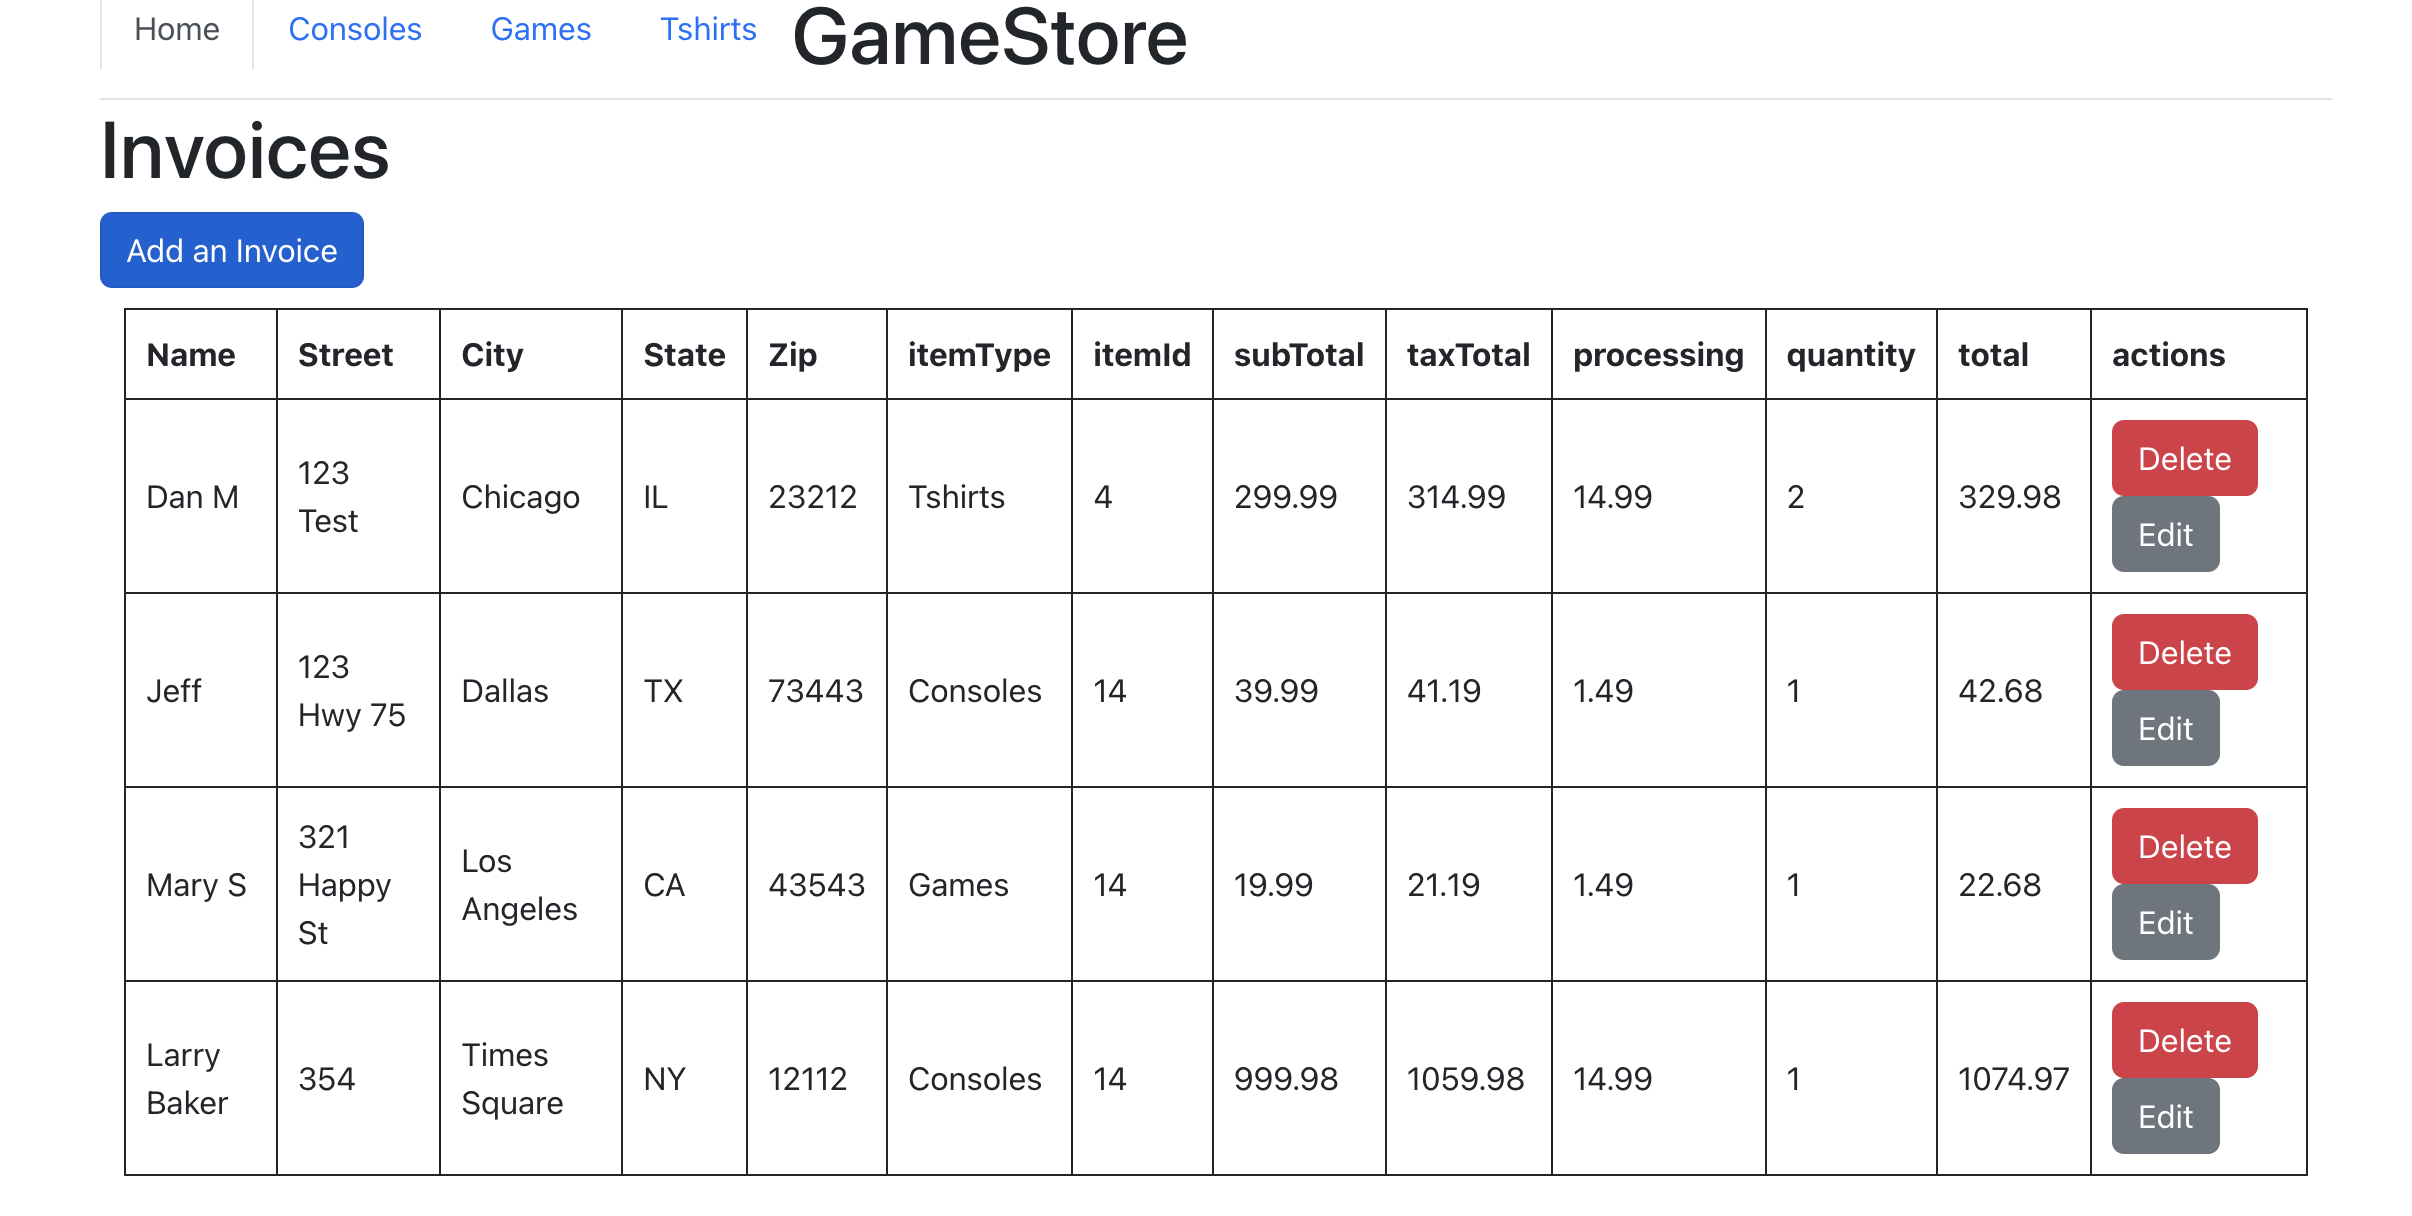 Home Consoles Games Tshirts GameStore
Invoices
Add an Invoice
Name Street City State Zip itemType itemId subTotal taxTotal processing quantity total actions
Dan M 123 Test Chicago IL 23212 Tshirts 4 299.99 314.99 14.99 2 329.98 Delete Edit
Jeff 123 Hwy 75 Dallas TX 73443 Consoles 14 39.99 41.19 1.49 1 42.68 Delete Edit
Mary S 321 Happy St Los Angeles CA 43543 Games 14 19.99 21.19 1.49 1 22.68 Delete Edit
Larry Baker 354 Times Square NY 12112 Consoles 14 999.98 1059.98 14.99 1 1074.97 Delete Edit